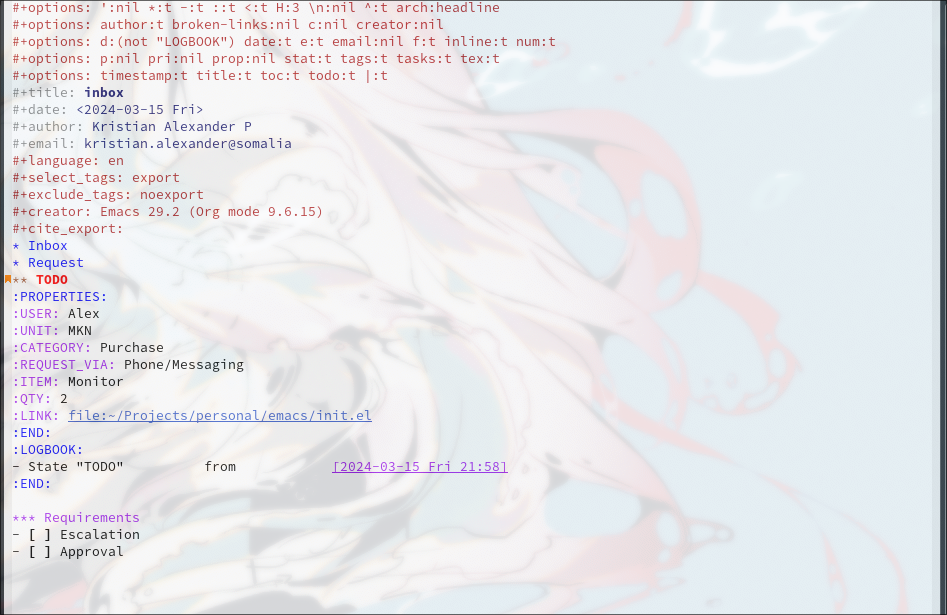 #+options: ':nil *:t -:t ::t <:t H:3 \n:nil ^:t arch:headline
#+options: author:t broken-links:nil c:nil creator:nil
#+options: d:(not "LOGBOOK") date:t e:t email:nil f:t inline:t num:t
#+options: p:nil pri:nil prop:nil stat:t tags:t tasks:t tex:t
#+options: timestamp:t title:t toc:t todo:t |:t
#+title: inbox
#+date: <2024-03-15 Fri>
#+author: Kristian Alexander P
#+email: kristian.alexander@somalia
#+language: en
#+select_tags: export
#+exclude_tags: noexport
#+creator: Emacs 29.2 (Org mode 9.6.15)
#+cite_export:
* Inbox
* Request
** TODO
:PROPERTIES:
:USER: Alex
:UNIT: MKN
:CATEGORY: Purchase
:REQUEST_VIA: Phone/Messaging
:ITEM: Monitor
:QTY: 2
:LINK: file:~/Projects/personal/emacs/init.el
:END:
:LOGBOOK:
- State "TODO"          from            [2024-03-15 Fri 21:58]
:END:
*** Requirements
- [ ] Escalation
- [ ] Approval